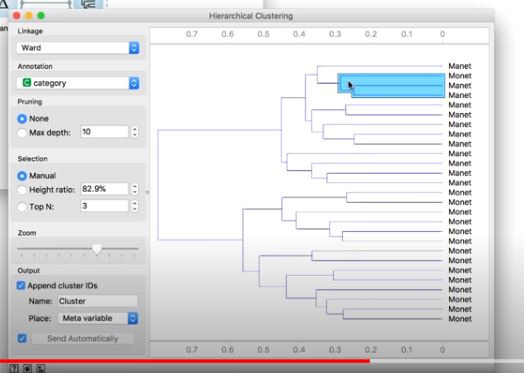 Hierarchical Clustering
Linkage
Ward
Annotation
C category
Pruning
None
Max depth: 10
Selection
Manual
Height ratio: 82.9%
Top N: 3
Zoom
Output
Append cluster IDs
Name: Cluster
Place: Meta variable
Send Automatically
0.7 0.6 0.5 0.4 0.3 0.2 0.1 0
Manet
Monet
Manet
Manet
Manet
Manet
Manet
Manet
Manet
Manet
Manet
Manet
Manet
Monet
Monet
Monet
Monet
Monet
Monet
Monet
Monet
Monet
Monet
Monet
Monet
Monet
Monet
0.7 0.6 0.5 0.4 0.3 0.2 0.1 0